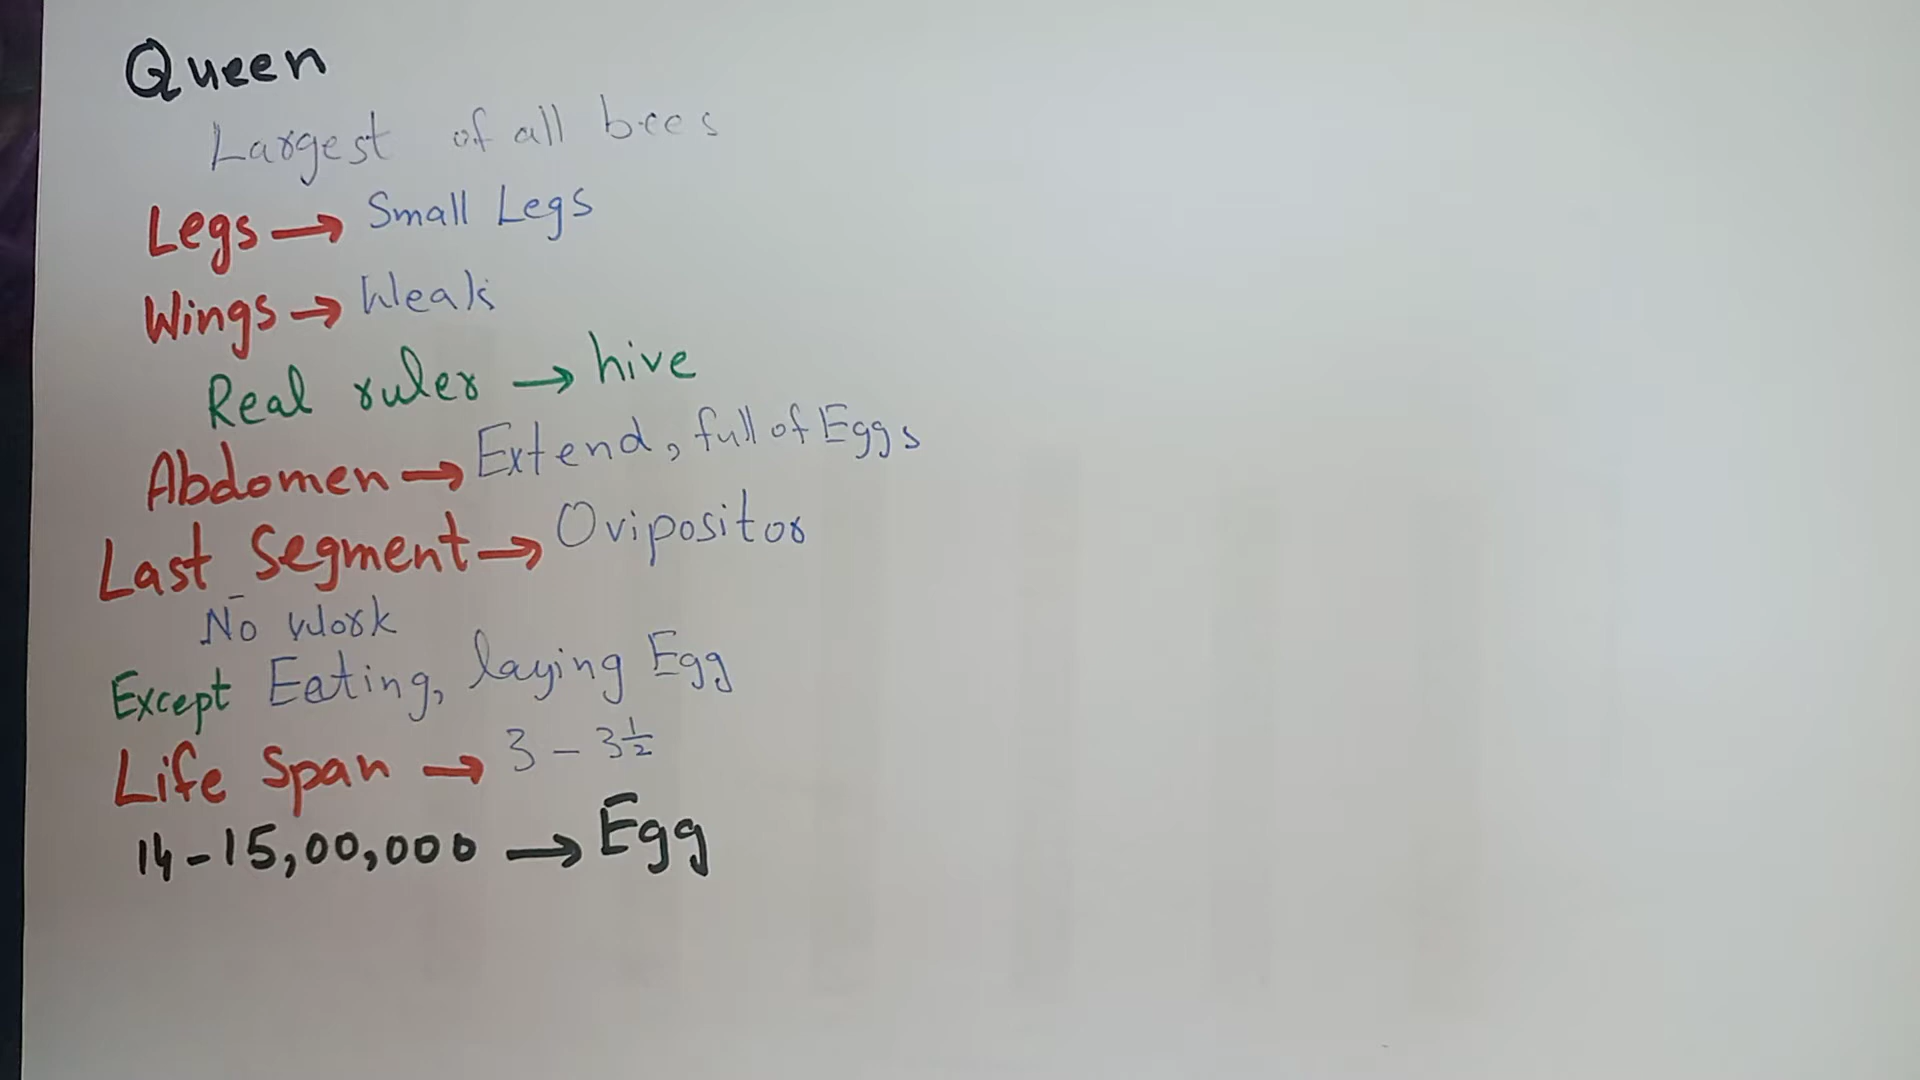 Queen
Largest of all bees
Legs → Small Legs
Wings → Weak
Real ruler → hive
Abdomen → Extend, full of Eggs
Last Segment → Ovipositor
No work
Except Eating, laying Egg
Life Span → 3 - 3½
14-15,00,000 → Egg